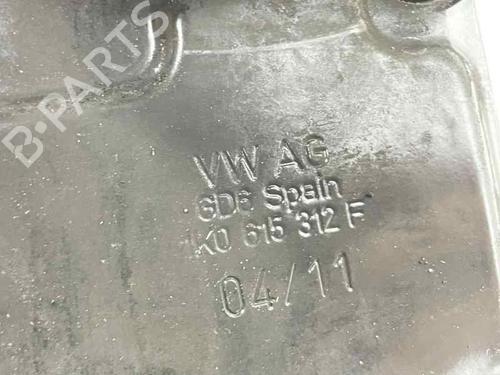 B-PARTS
VW AG
GD6 Spain
1K0 615 312 F
04/11